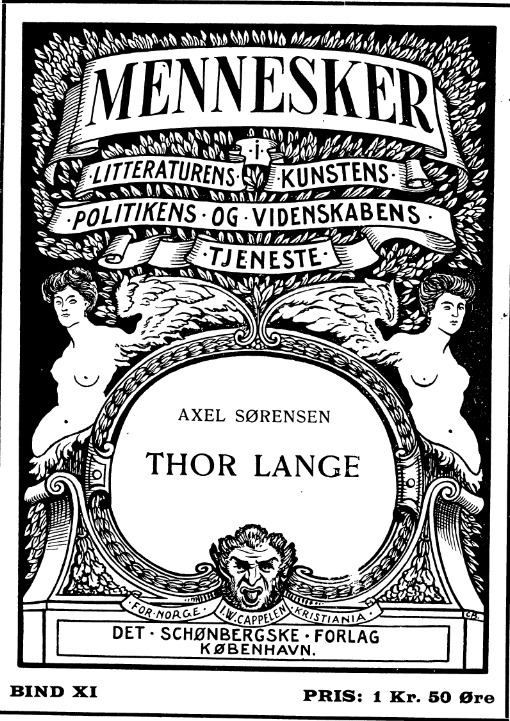 MENNESKER
· i ·
· LITTERATURENS · KUNSTENS ·
· POLITIKENS · OG · VIDENSKABENS ·
· TJENESTE ·
AXEL SØRENSEN
THOR LANGE
· FOR · NORGE · I.W. CAPPELEN KRISTIANIA ·
DET · SCHØNBERGSKE · FORLAG
KØBENHAVN.
BIND XI
PRIS: 1 Kr. 50 Øre